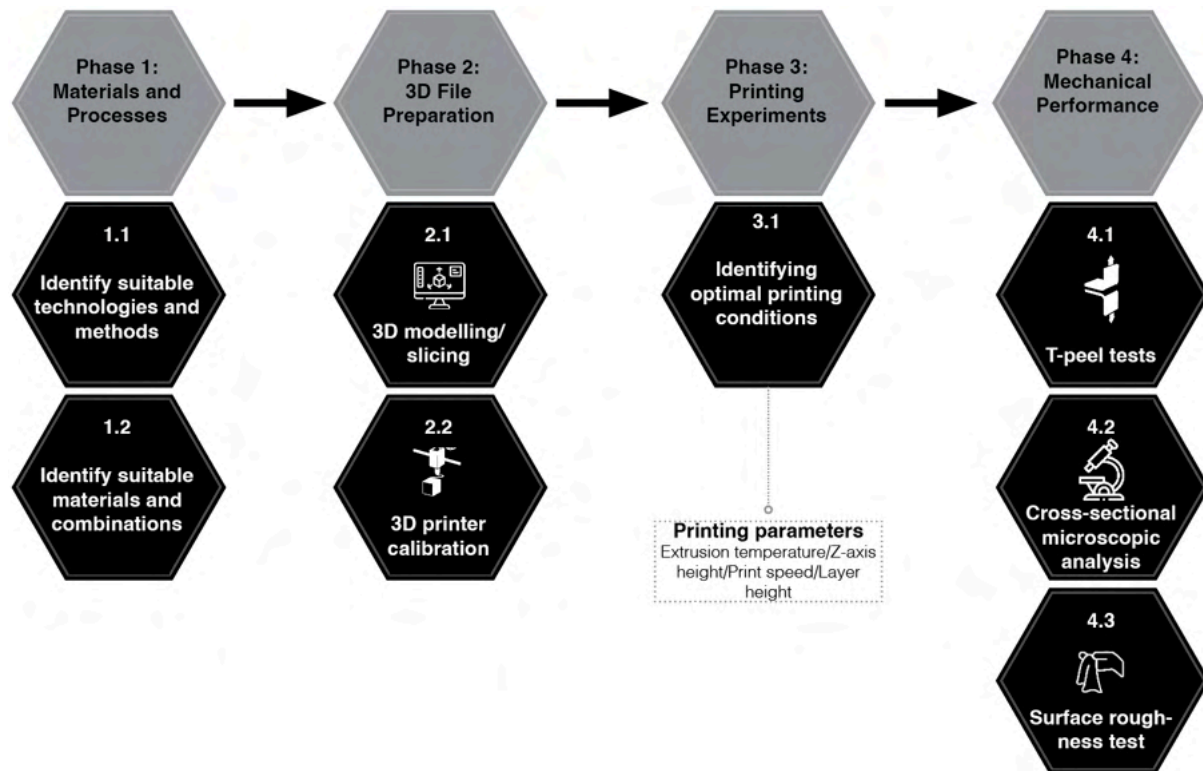 Phase 1:
Materials and
Processes
Phase 2:
3D File
Preparation
Phase 3:
Printing
Experiments
Phase 4:
Mechanical
Performance
1.1
Identify suitable
technologies and
methods
2.1
3D modelling/
slicing
3.1
Identifying
optimal printing
conditions
4.1
T-peel tests
1.2
Identify suitable
materials and
combinations
2.2
3D printer
calibration
4.2
Cross-sectional
microscopic
analysis
Printing parameters
Extrusion temperature/Z-axis
height/Print speed/Layer
height
4.3
Surface rough-
ness test